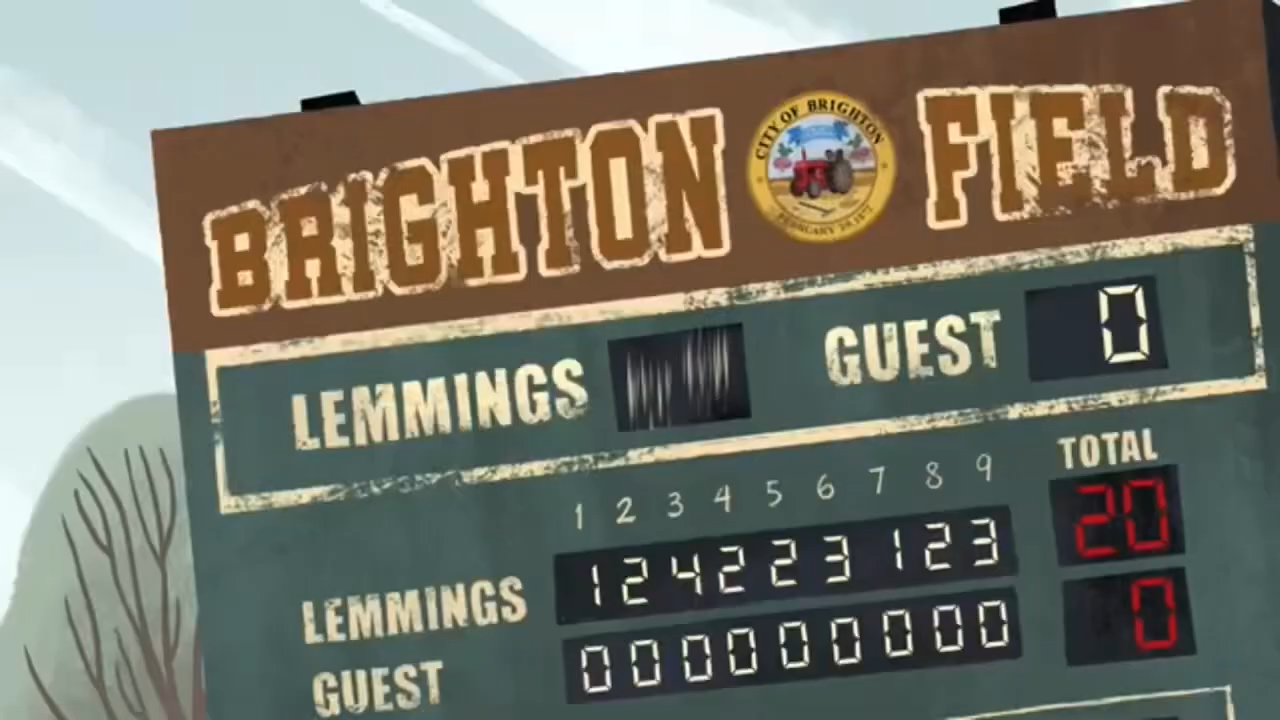 BRIGHTON FIELD
CITY OF BRIGHTON
FEBRUARY
LEMMINGS GUEST 0
TOTAL
1 2 3 4 5 6 7 8 9
LEMMINGS 1 2 4 2 2 3 1 2 3 20
GUEST 0 0 0 0 0 0 0 0 0 0